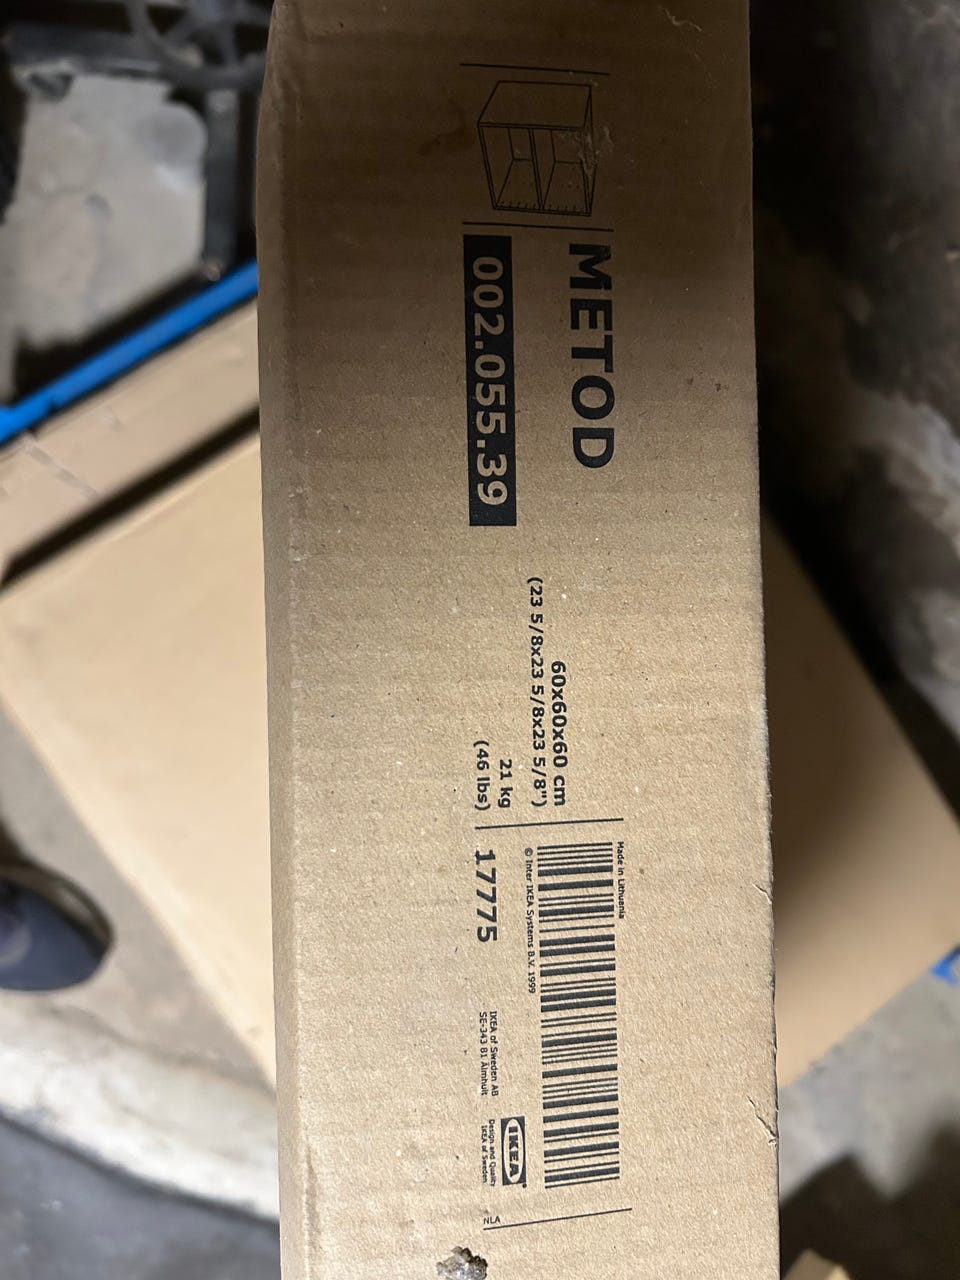 METOD
002.055.39
60x60x60 cm
(23 5/8x23 5/8x23 5/8")
21 kg
(46 lbs)
Made in Lithuania
© Inter IKEA Systems B.V. 1999
17775
IKEA of Sweden AB
SE-343 81 Älmhult
IKEA®
Design and Quality
IKEA of Sweden
NLA